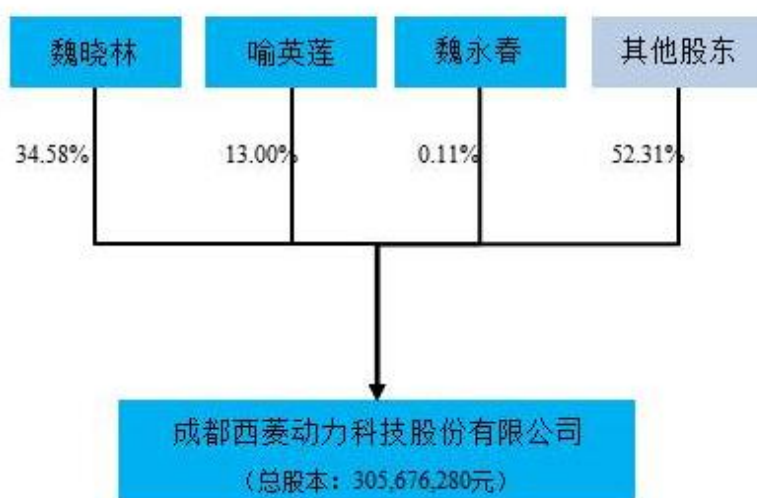 魏晓林
喻英莲
魏永春
其他股东
34.58%
13.00%
0.11%
52.31%
成都西菱动力科技股份有限公司
（总股本：305,676,280元）